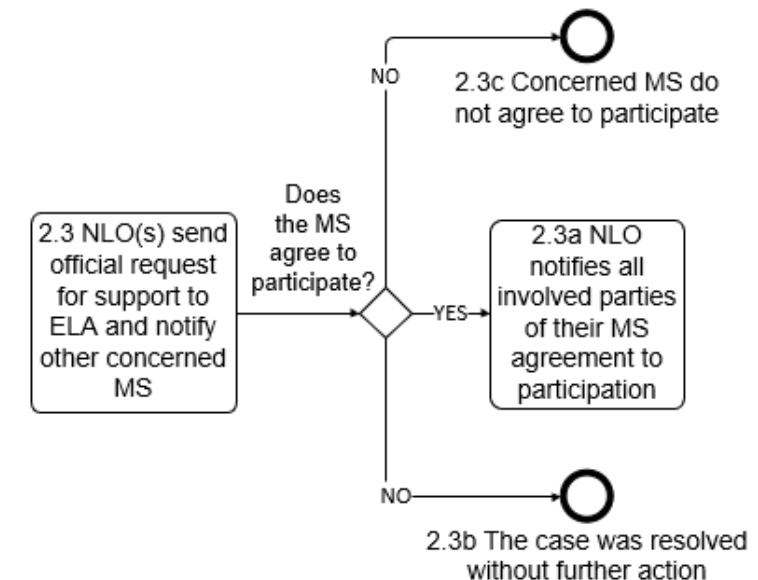 NO
2.3c Concerned MS do
not agree to participate
Does
the MS
agree to
participate?
2.3 NLO(s) send
official request
for support to
ELA and notify
other concerned
MS
YES
2.3a NLO
notifies all
involved parties
of their MS
agreement to
participation
NO
2.3b The case was resolved
without further action